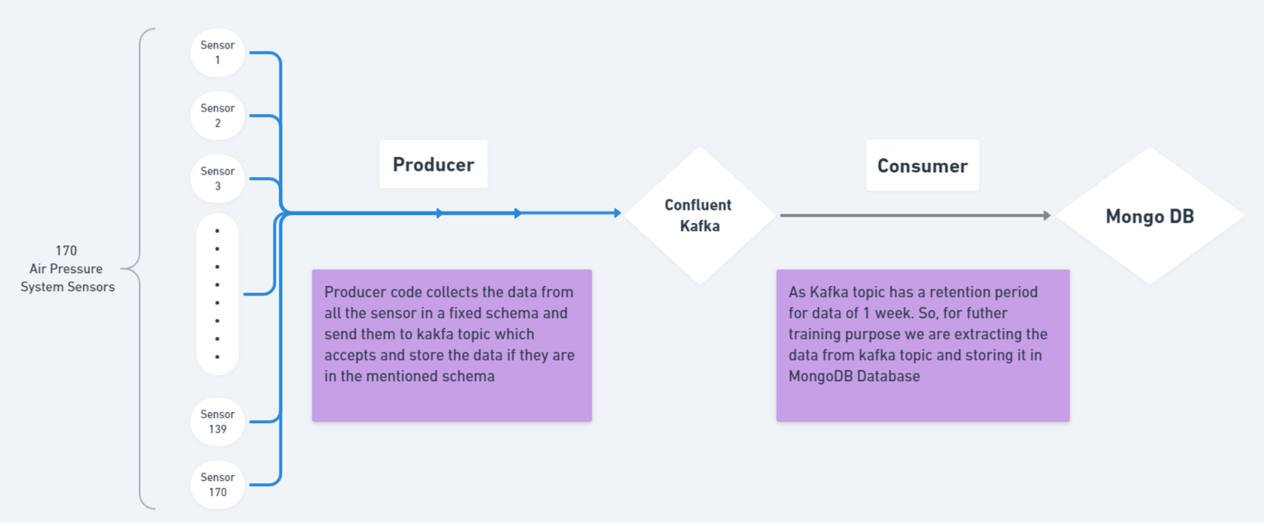 Sensor
1
Sensor
2
Sensor
3
170
Air Pressure
System Sensors
Sensor
139
Sensor
170
Producer
Producer code collects the data from
all the sensor in a fixed schema and
send them to kakfa topic which
accepts and store the data if they are
in the mentioned schema
Confluent
Kafka
Consumer
As Kafka topic has a retention period
for data of 1 week. So, for futher
training purpose we are extracting the
data from kafka topic and storing it in
MongoDB Database
Mongo DB